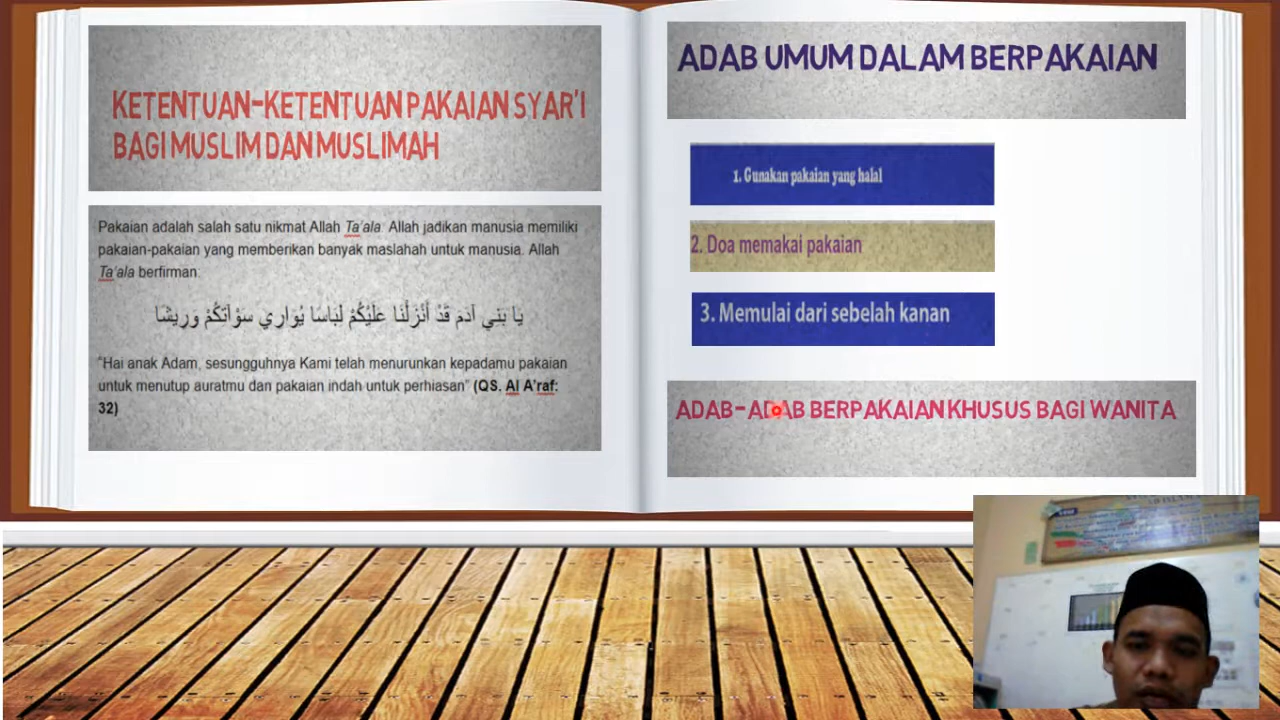 KETENTUAN-KETENTUAN PAKAIAN SYAR'I
BAGI MUSLIM DAN MUSLIMAH
Pakaian adalah salah satu nikmat Allah Ta'ala. Allah jadikan manusia memiliki
pakaian-pakaian yang memberikan banyak maslahah untuk manusia. Allah
Ta'ala berfirman:
يَا بَنِي آدَم قَدْ أَنْزَلْنَا عَلَيْكُمْ لِبَاسًا يُوَارِي سَوْآتِكُمْ وَرِيشًا
"Hai anak Adam, sesungguhnya Kami telah menurunkan kepadamu pakaian
untuk menutup auratmu dan pakaian indah untuk perhiasan" (QS. Al A'raf:
32)
ADAB UMUM DALAM BERPAKAIAN
1. Gunakan pakaian yang halal
2. Doa memakai pakaian
3. Memulai dari sebelah kanan
ADAB-ADAB BERPAKAIAN KHUSUS BAGI WANITA